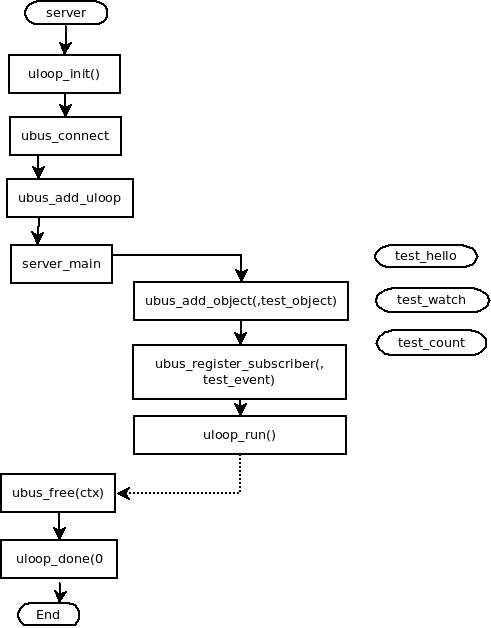 server
uloop_init()
ubus_connect
ubus_add_uloop
server_main
test_hello
ubus_add_object(,test_object)
test_watch
test_count
ubus_register_subscriber(,
test_event)
uloop_run()
ubus_free(ctx)
uloop_done(0
End